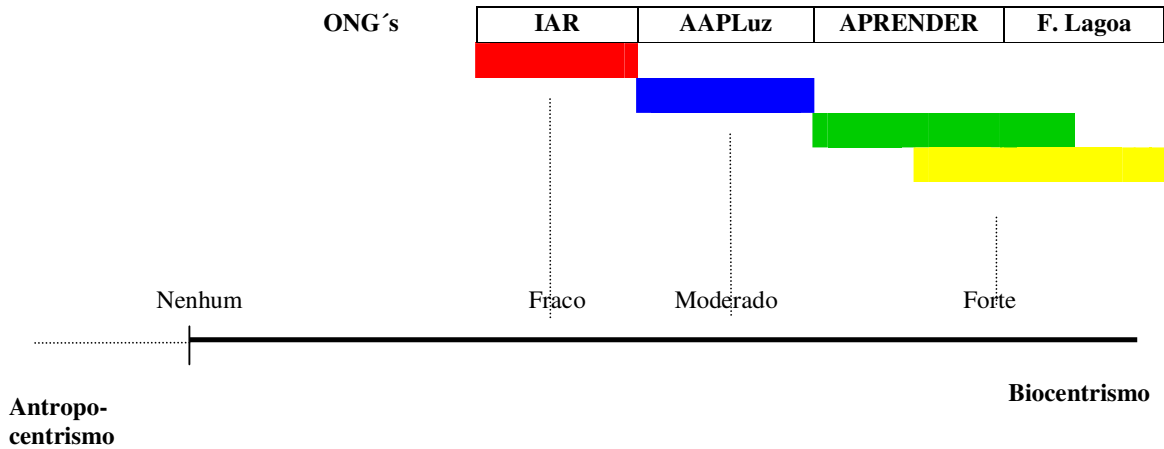 ONG´s IAR AAPLuz APRENDER F. Lagoa
Nenhum Fraco Moderado Forte
Biocentrismo
Antropo-
centrismo